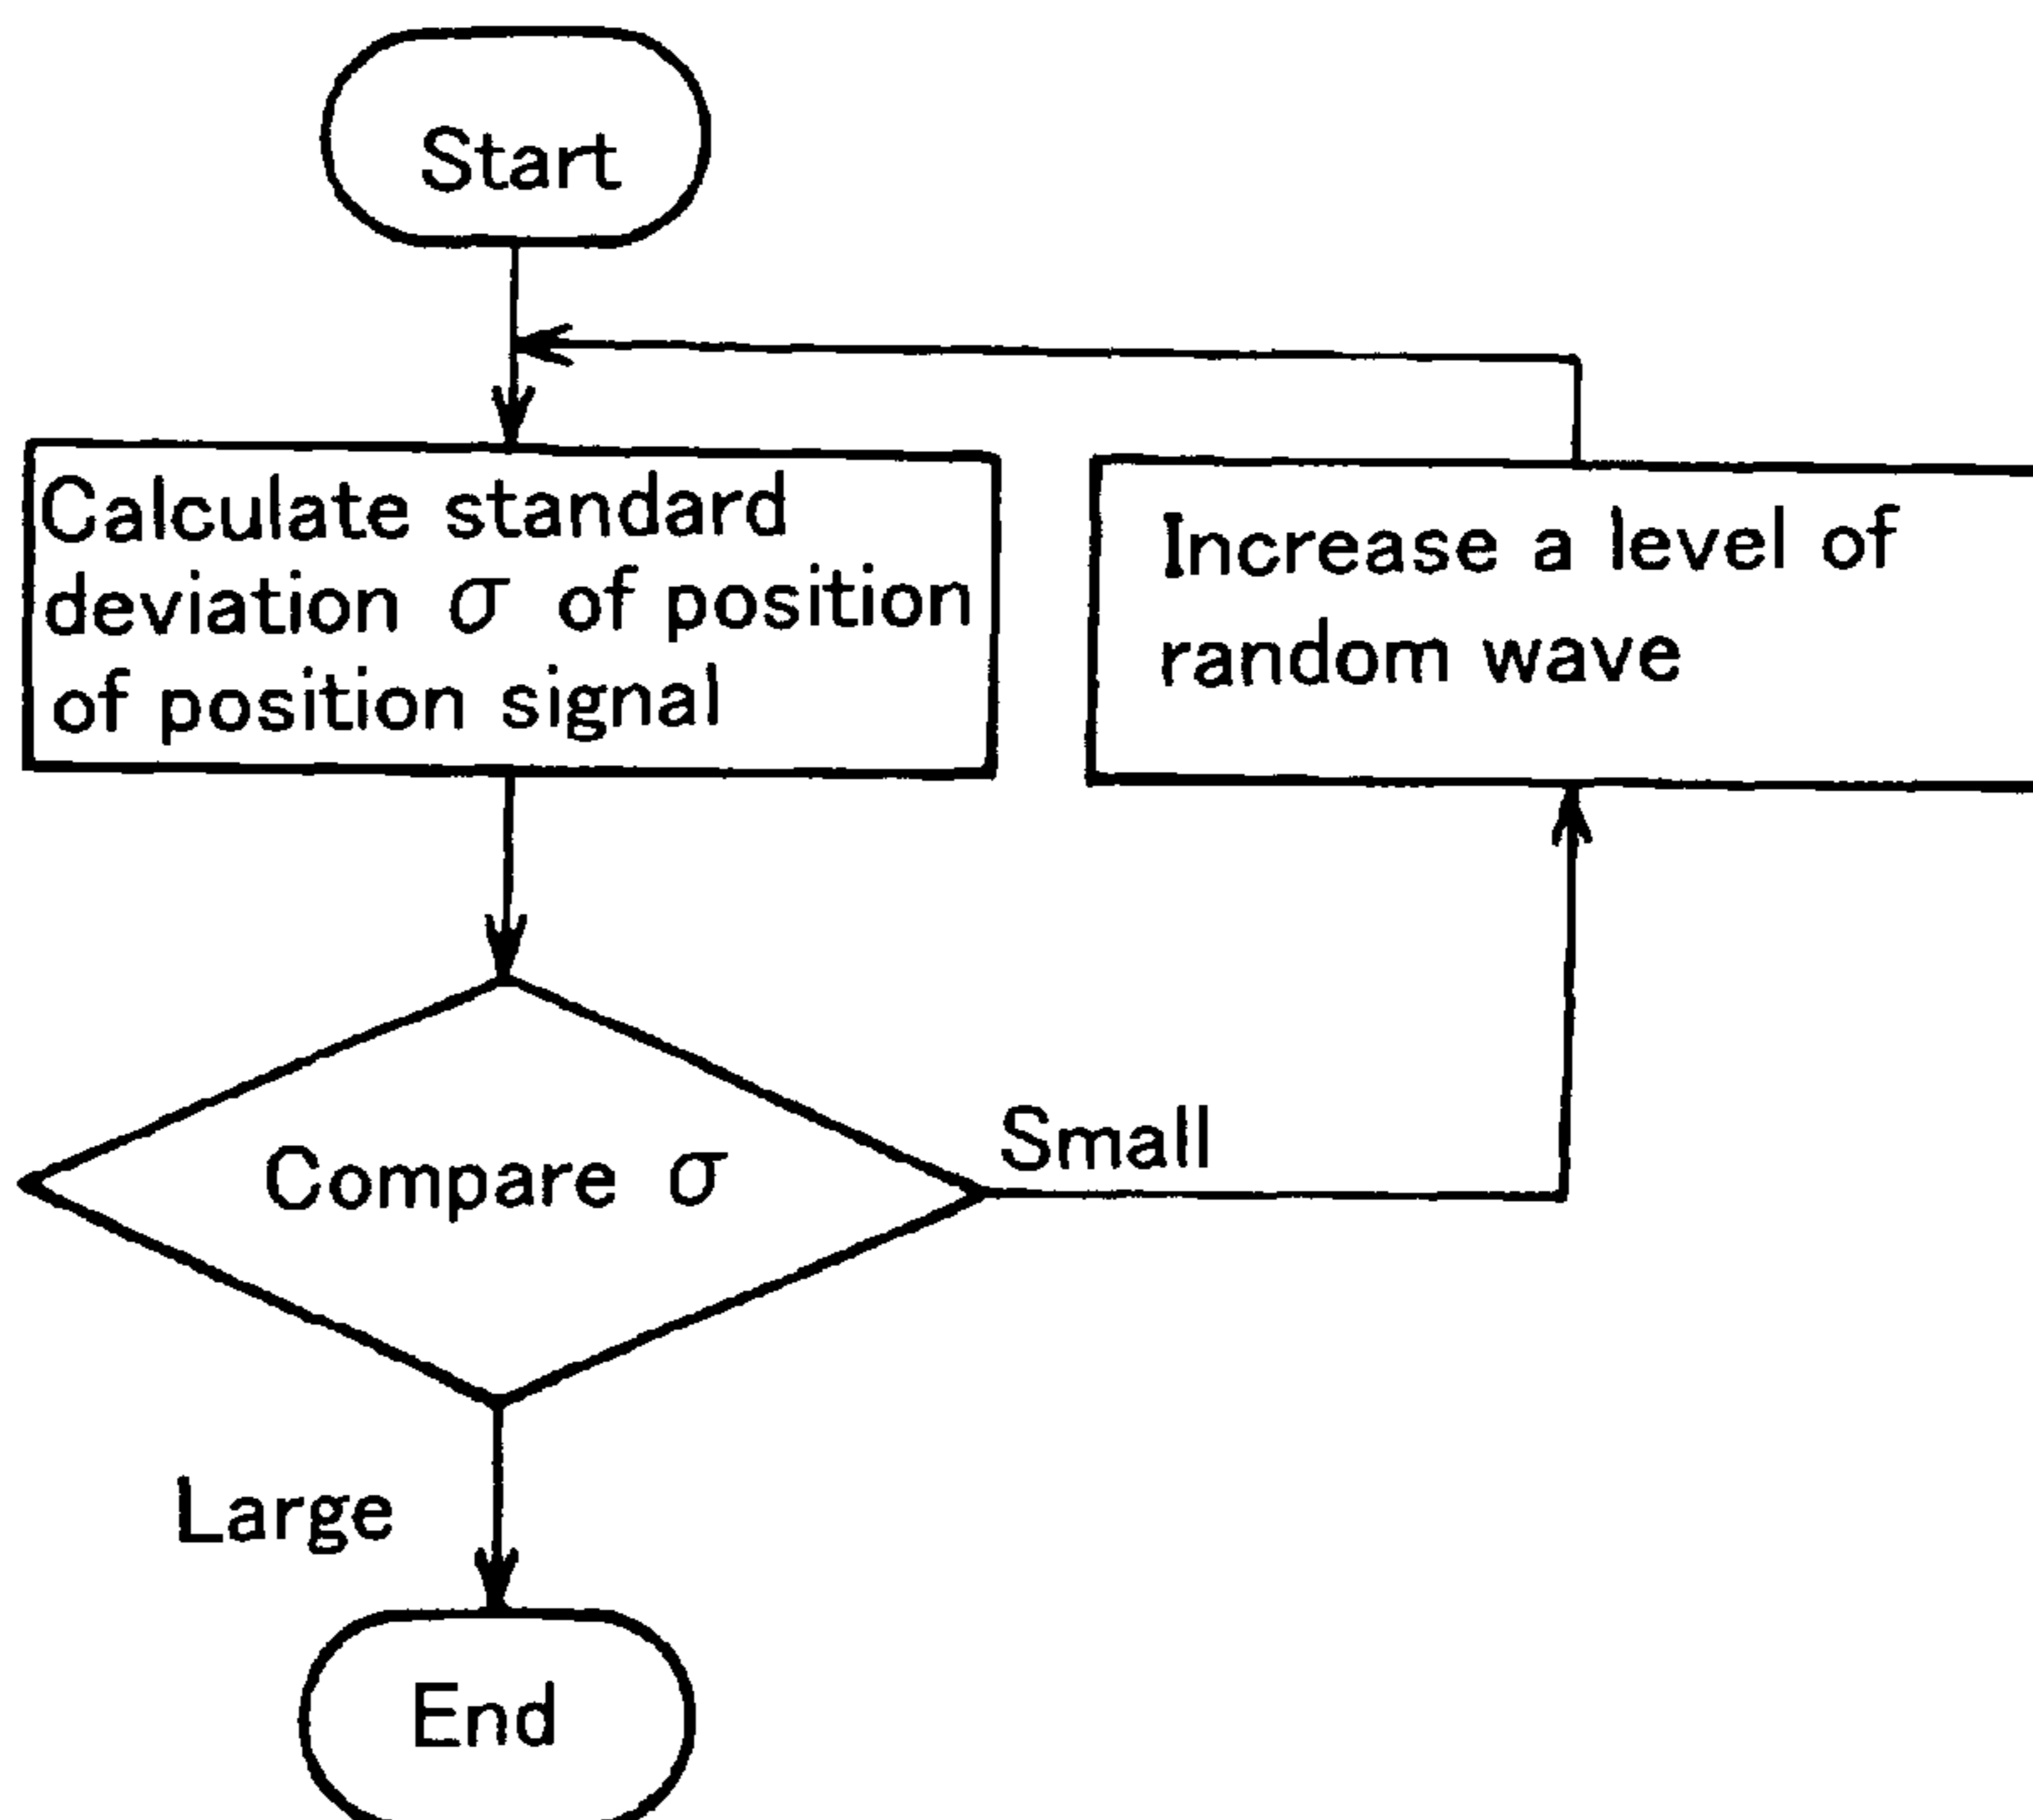 Start
Calculate standard
deviation σ of position
of position signal
Increase a level of
random wave
Compare σ
Small
Large
End